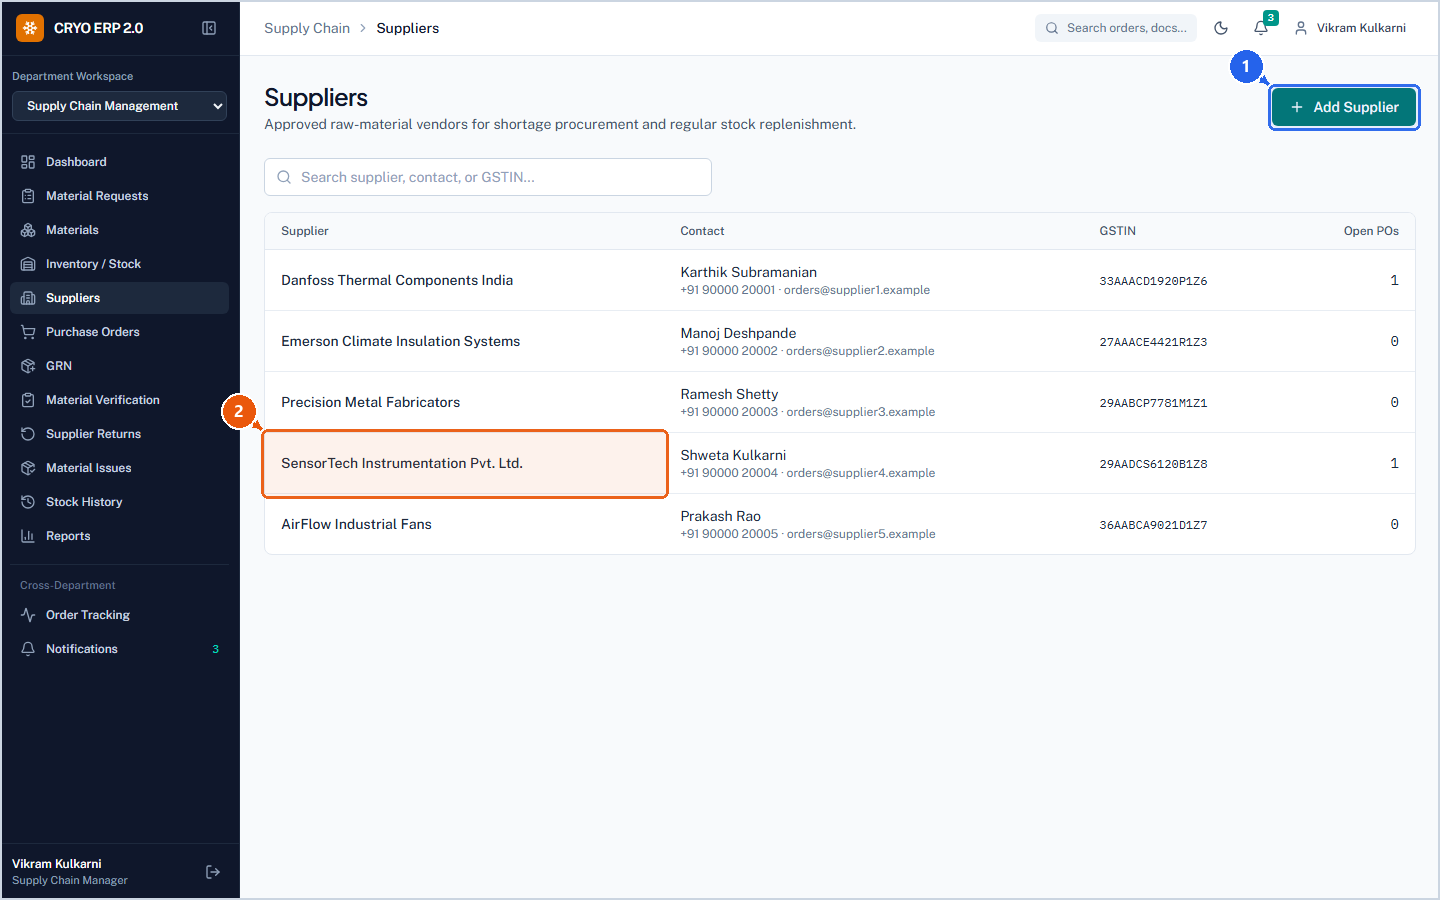 CRYO ERP 2.0
Department Workspace
Supply Chain Management
Dashboard
Material Requests
Materials
Inventory / Stock
Suppliers
Purchase Orders
GRN
Material Verification
Supplier Returns
Material Issues
Stock History
Reports
Cross-Department
Order Tracking
Notifications 3
Vikram Kulkarni
Supply Chain Manager
Supply Chain > Suppliers
Search orders, docs...
3
Vikram Kulkarni
1
Suppliers
Approved raw-material vendors for shortage procurement and regular stock replenishment.
+ Add Supplier
Search supplier, contact, or GSTIN...
Supplier Contact GSTIN Open POs
Danfoss Thermal Components India Karthik Subramanian 33AAACD1920P1Z6 1
+91 90000 20001 · orders@supplier1.example
Emerson Climate Insulation Systems Manoj Deshpande 27AAACE4421R1Z3 0
+91 90000 20002 · orders@supplier2.example
Precision Metal Fabricators Ramesh Shetty 29AABCP7781M1Z1 0
+91 90000 20003 · orders@supplier3.example
2
SensorTech Instrumentation Pvt. Ltd. Shweta Kulkarni 29AADCS6120B1Z8 1
+91 90000 20004 · orders@supplier4.example
AirFlow Industrial Fans Prakash Rao 36AABCA9021D1Z7 0
+91 90000 20005 · orders@supplier5.example